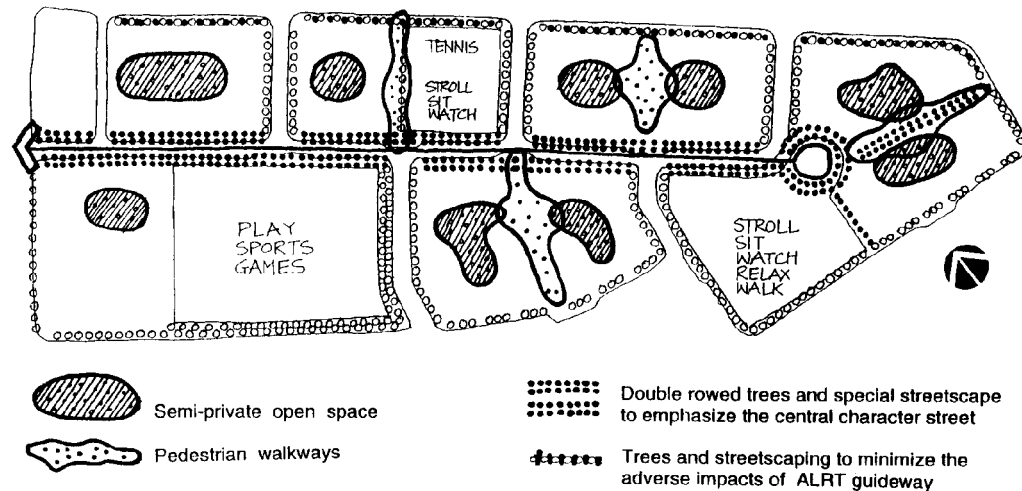 TENNIS
STROLL
SIT
WATCH
PLAY
SPORTS
GAMES
STROLL
SIT
WATCH
RELAX
WALK
Semi-private open space
Pedestrian walkways
Double rowed trees and special streetscape
to emphasize the central character street
Trees and streetscaping to minimize the
adverse impacts of ALRT guideway